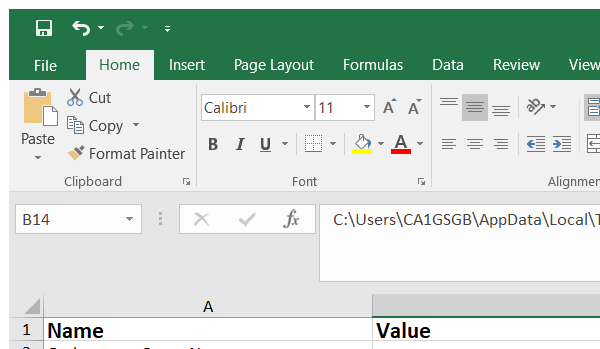 File Home Insert Page Layout Formulas Data Review View
Cut
Copy
Format Painter
Paste
Clipboard
Calibri 11
B I U A
Font
Alignm
B14 fx C:\Users\CA1GSGB\AppData\Local\T
A
1 Name Value